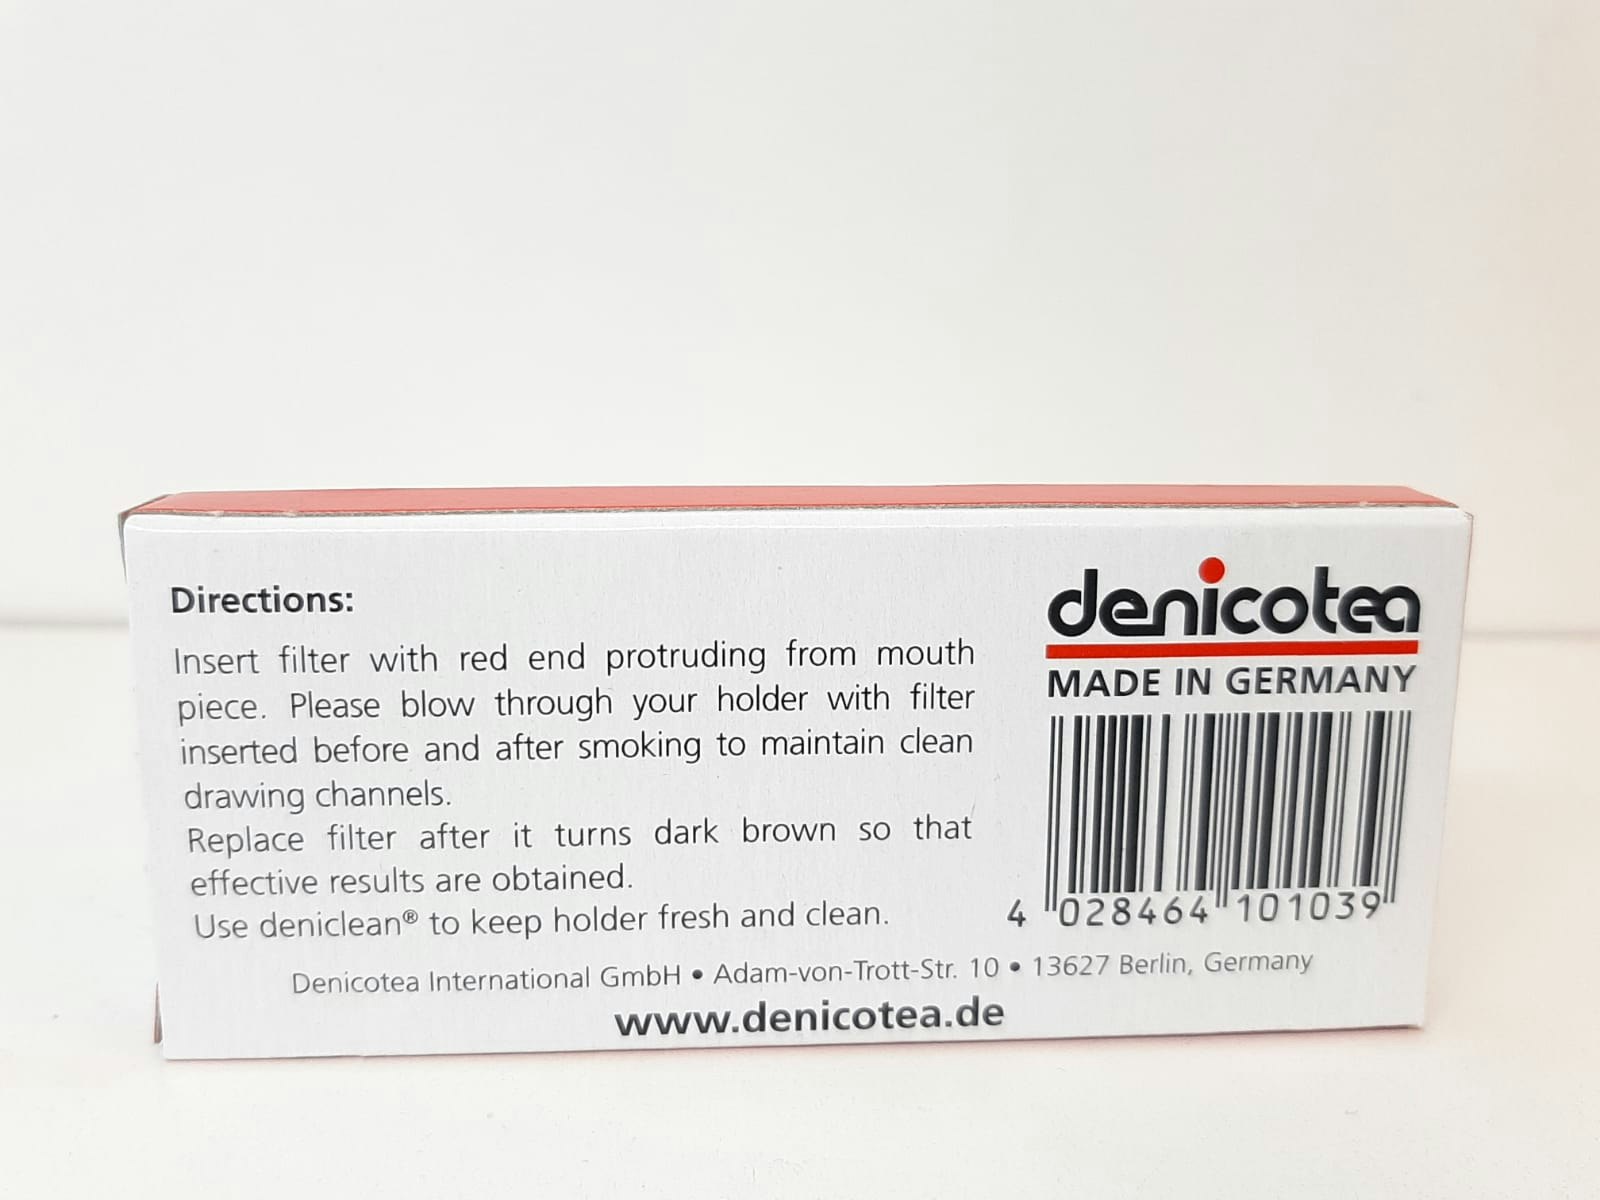 Directions:
Insert filter with red end protruding from mouth
piece. Please blow through your holder with filter
inserted before and after smoking to maintain clean
drawing channels.
Replace filter after it turns dark brown so that
effective results are obtained.
Use deniclean® to keep holder fresh and clean.
denicotea
MADE IN GERMANY
4 028464 101039
Denicotea International GmbH • Adam-von-Trott-Str. 10 • 13627 Berlin, Germany
www.denicotea.de